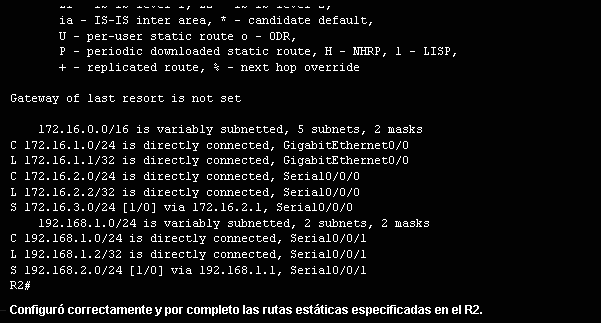 ia - IS-IS inter area, * - candidate default,
U - per-user static route o - ODR,
P - periodic downloaded static route, H - NHRP, l - LISP,
+ - replicated route, % - next hop override
Gateway of last resort is not set
172.16.0.0/16 is variably subnetted, 5 subnets, 2 masks
C 172.16.1.0/24 is directly connected, GigabitEthernet0/0
L 172.16.1.1/32 is directly connected, GigabitEthernet0/0
C 172.16.2.0/24 is directly connected, Serial0/0/0
L 172.16.2.2/32 is directly connected, Serial0/0/0
S 172.16.3.0/24 [1/0] via 172.16.2.1, Serial0/0/0
192.168.1.0/24 is variably subnetted, 2 subnets, 2 masks
C 192.168.1.0/24 is directly connected, Serial0/0/1
L 192.168.1.2/32 is directly connected, Serial0/0/1
S 192.168.2.0/24 [1/0] via 192.168.1.1, Serial0/0/1
R2#
Configuró correctamente y por completo las rutas estáticas especificadas en el R2.